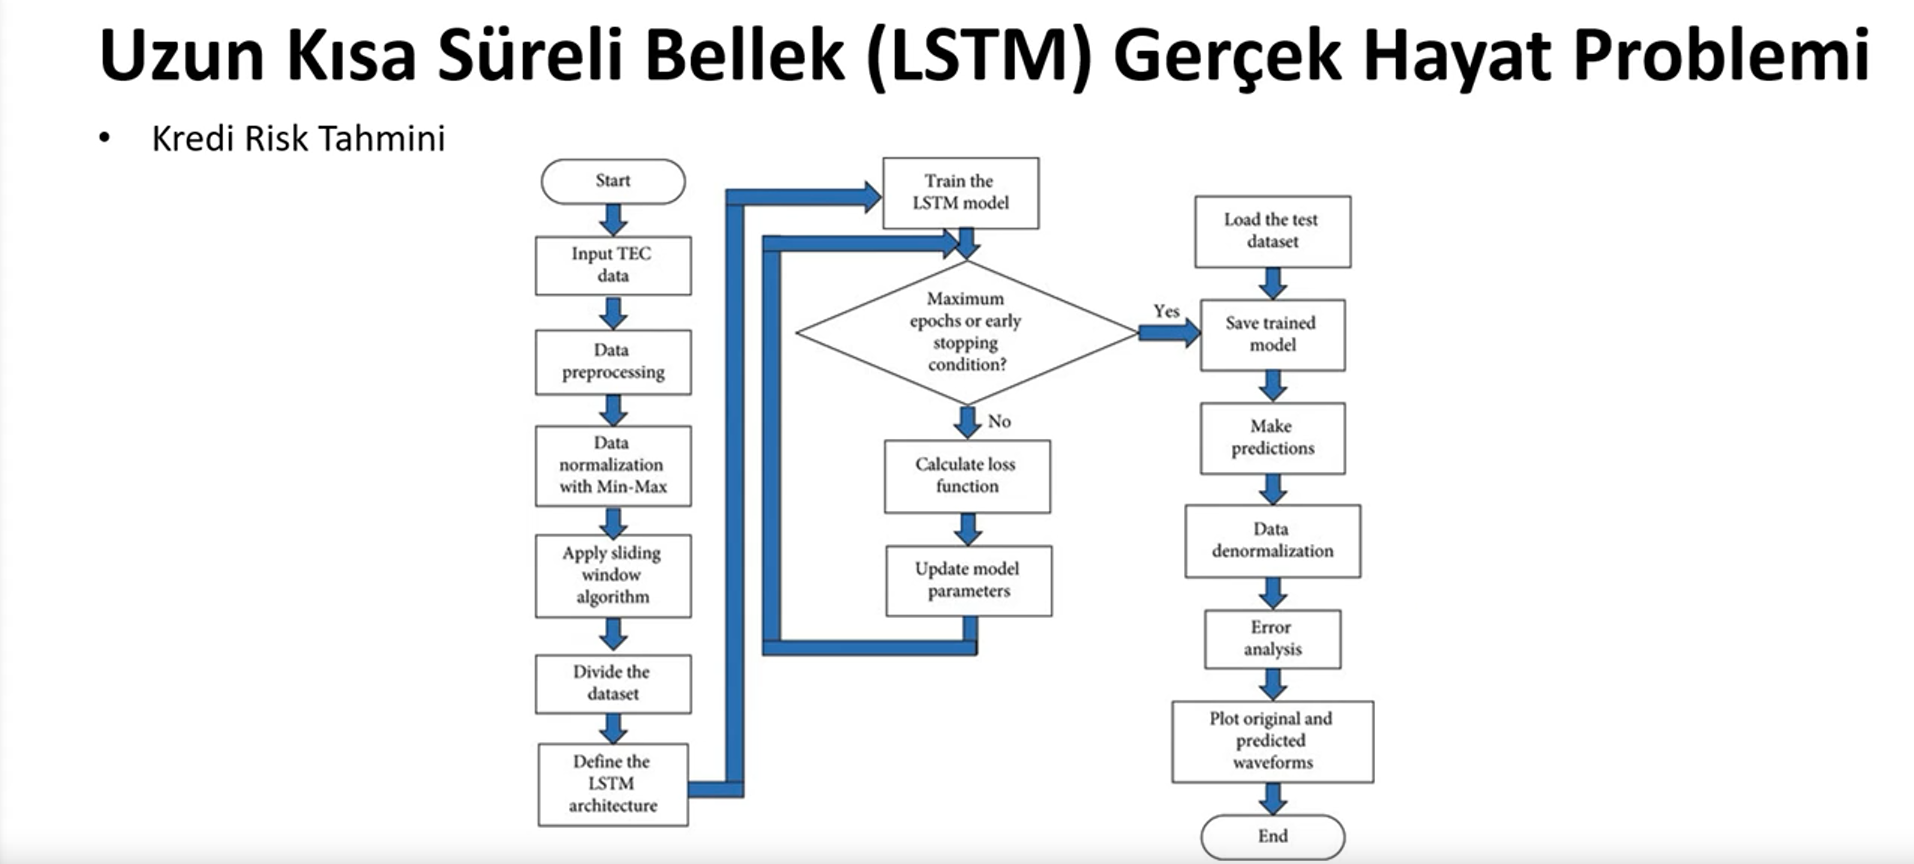 Uzun Kısa Süreli Bellek (LSTM) Gerçek Hayat Problemi
• Kredi Risk Tahmini
Start
Input TEC
data
Data
preprocessing
Data
normalization
with Min-Max
Apply sliding
window
algorithm
Divide the
dataset
Define the
LSTM
architecture
Train the
LSTM model
Maximum
epochs or early
stopping
condition?
Yes
No
Calculate loss
function
Update model
parameters
Load the test
dataset
Save trained
model
Make
predictions
Data
denormalization
Error
analysis
Plot original and
predicted
waveforms
End